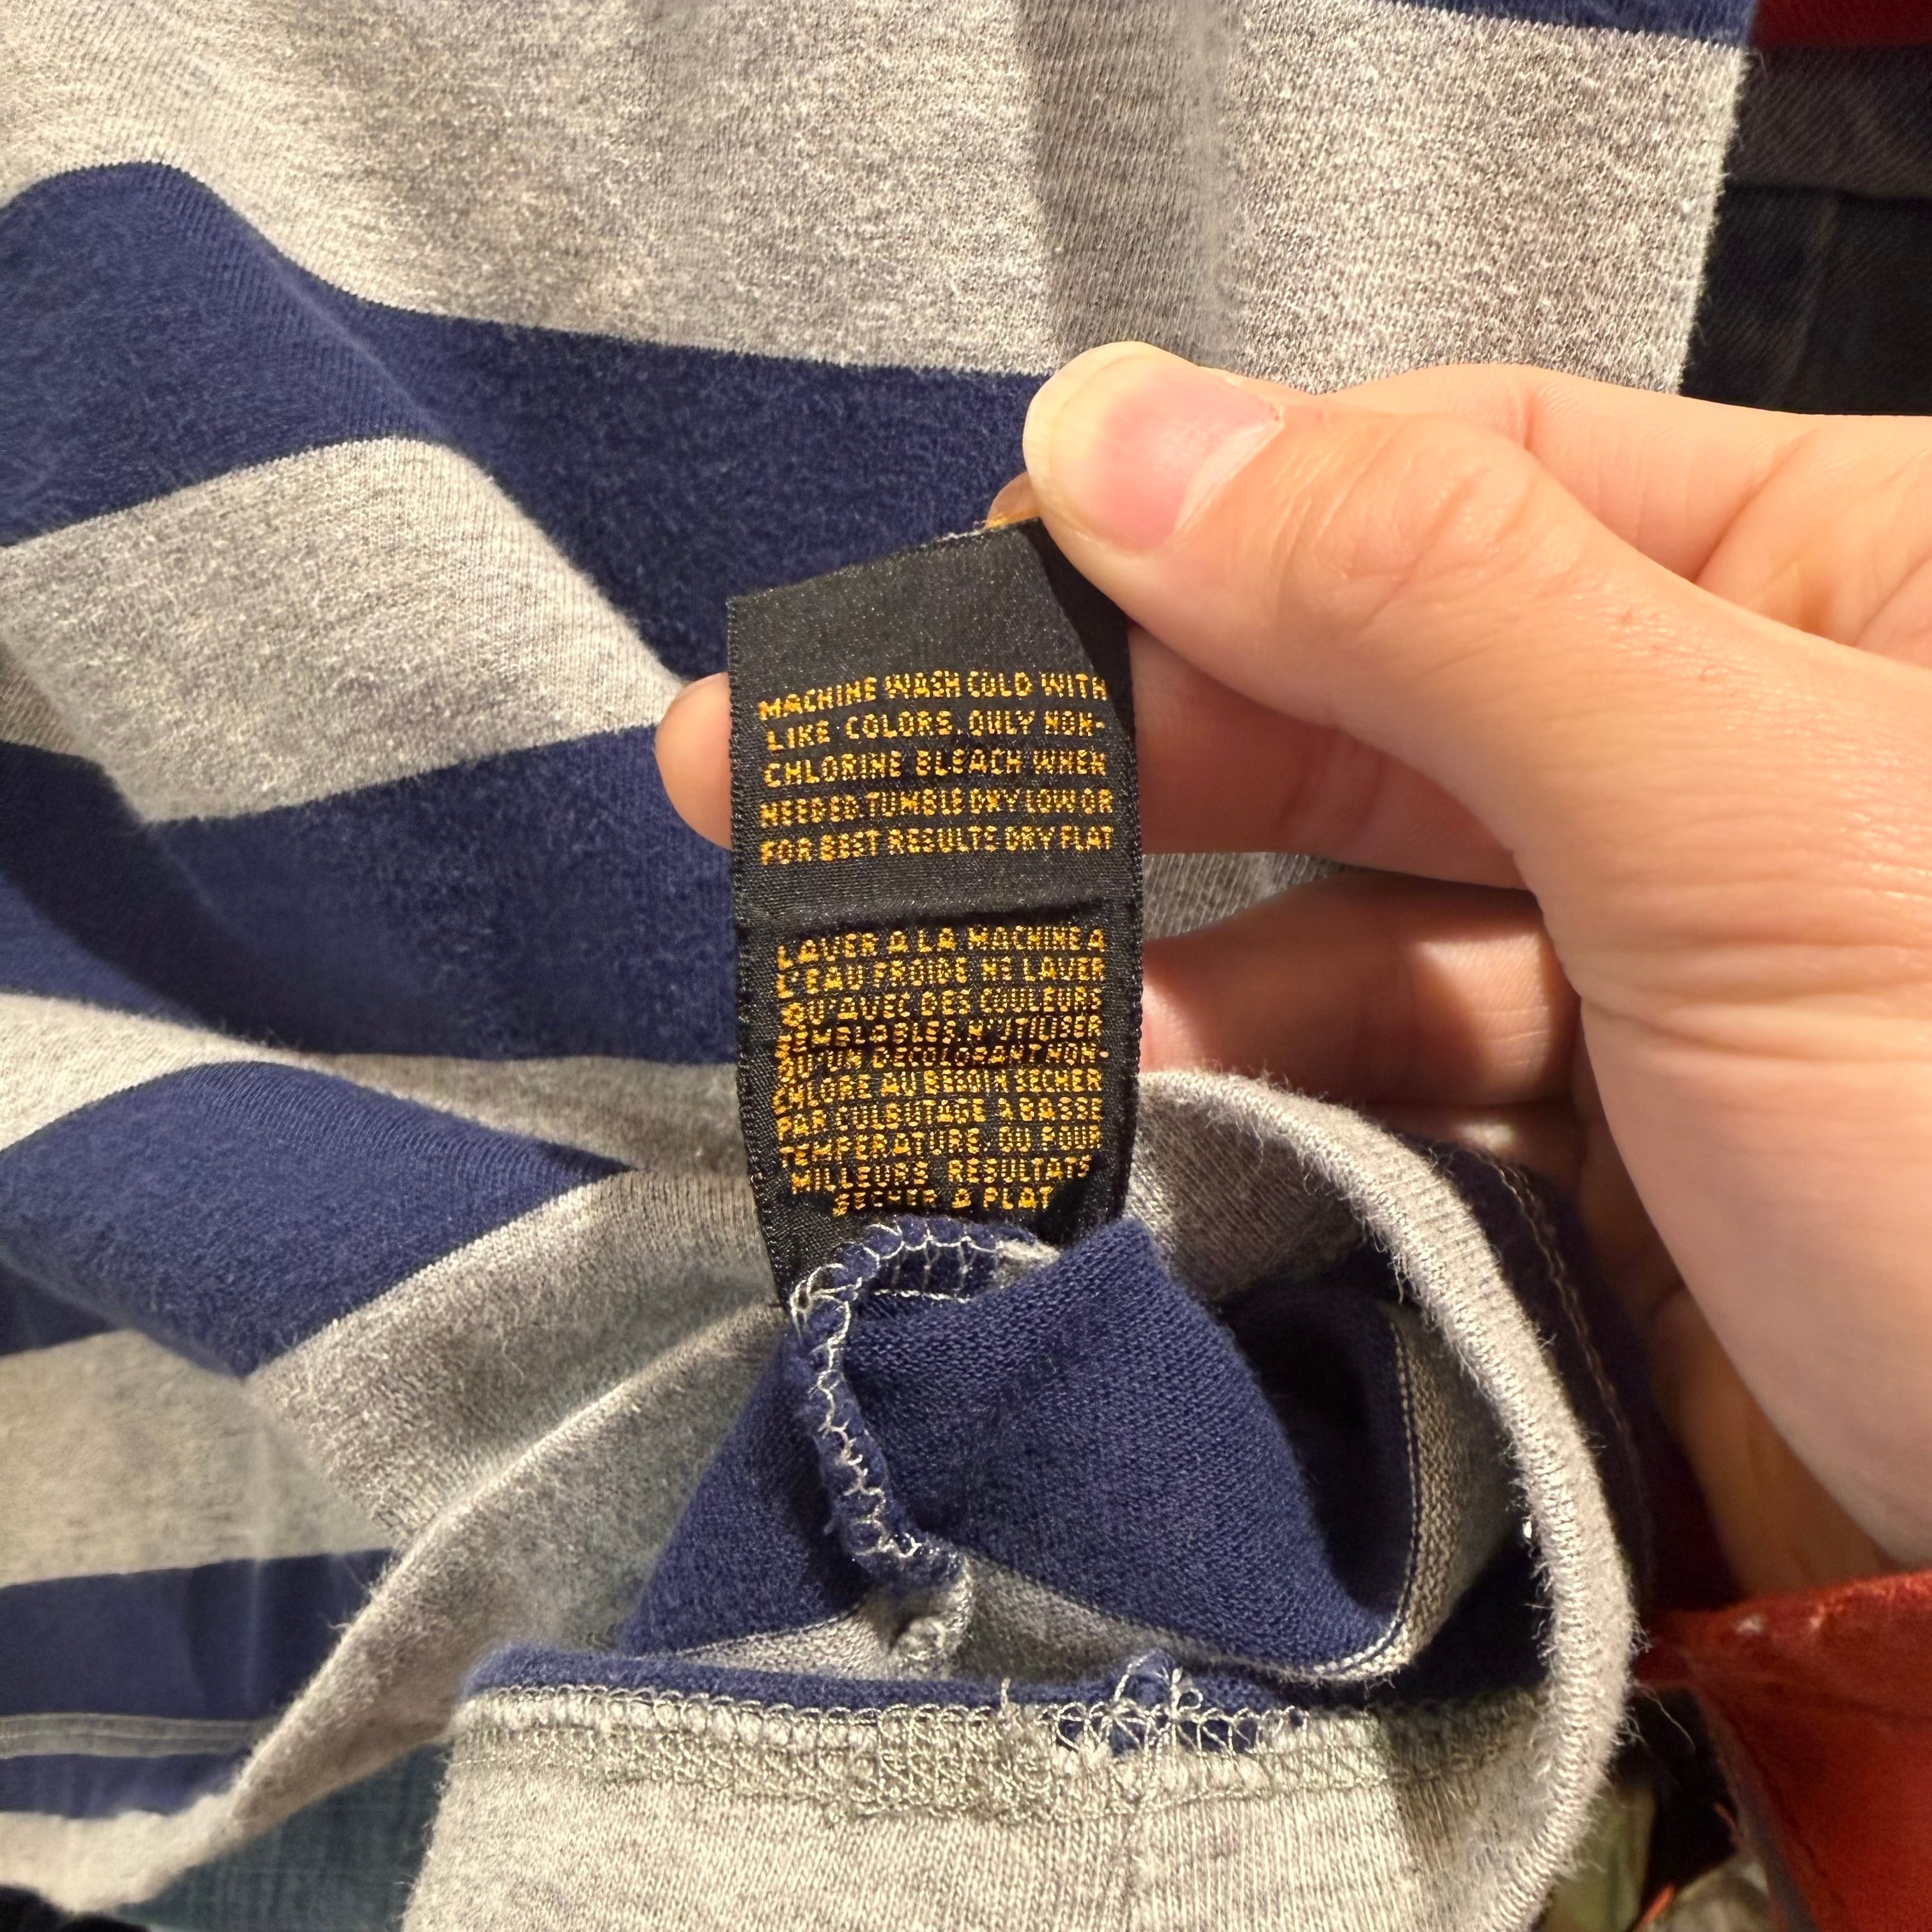 MACHINE WASH COLD WITH
LIKE COLORS. ONLY NON-
CHLORINE BLEACH WHEN
NEEDED. TUMBLE DRY LOW OR
FOR BEST RESULTS DRY FLAT
LAVER A LA MACHINE A
L'EAU FROIDE NE LAVER
QU'AVEC DES COULEURS
SEMBLABLES. N'UTILISER
DECOLORANT NON-
CHLORE AU BESOIN SECHER
PAR CULBUTAGE A BASSE
TEMPERATURE. OU POUR
MILLEURS RESULTATS
SECHER A PLAT